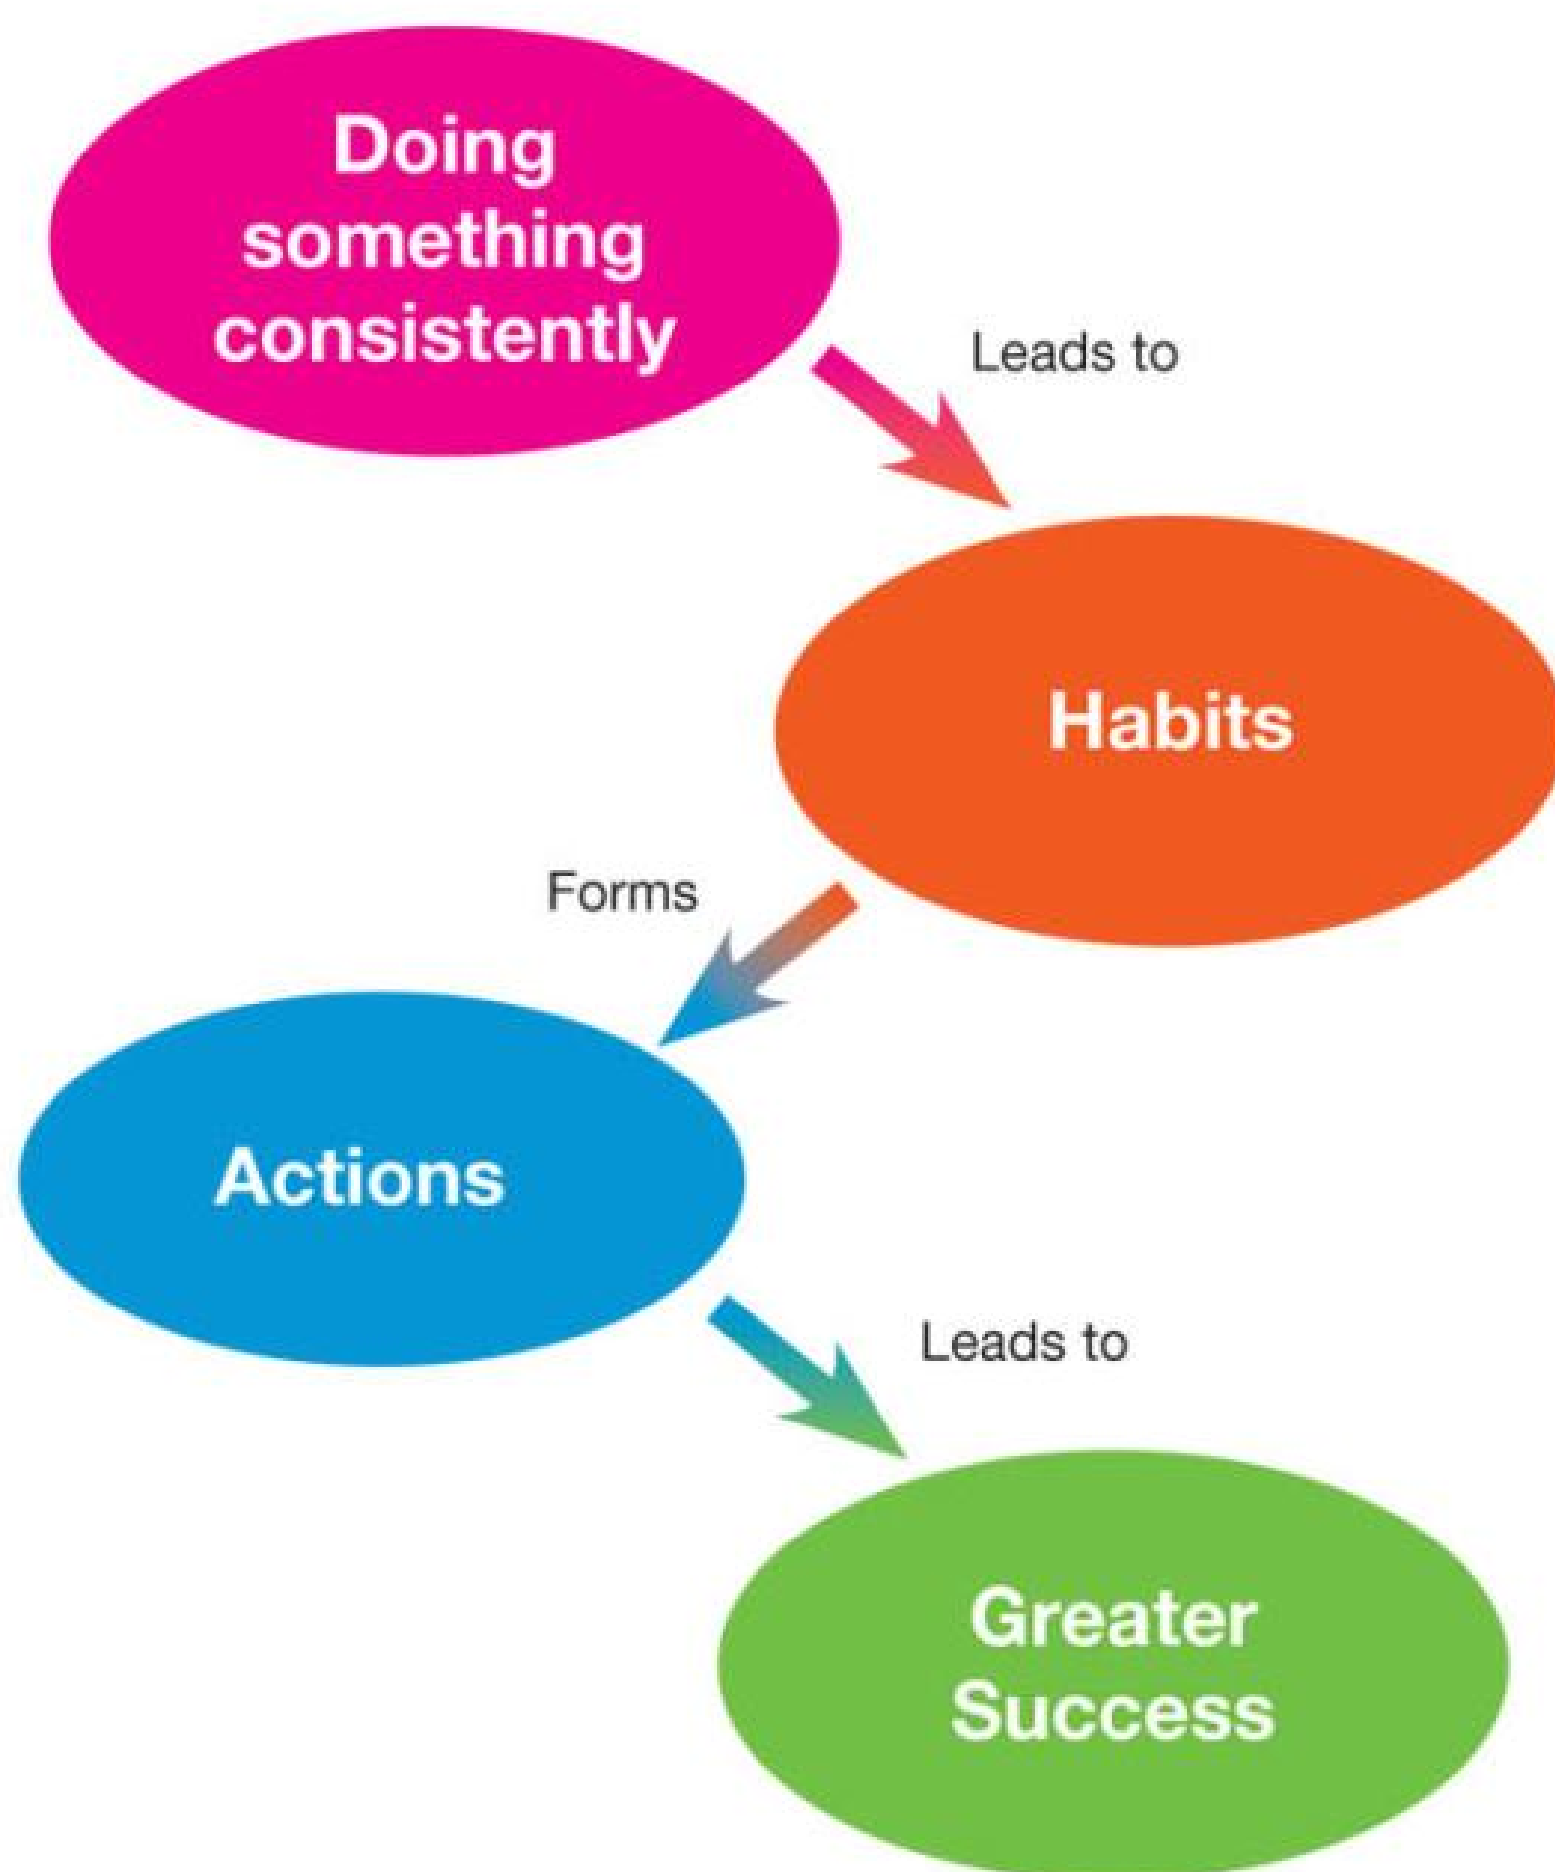 Doing
something
consistently
Leads to
Habits
Forms
Actions
Leads to
Greater
Success